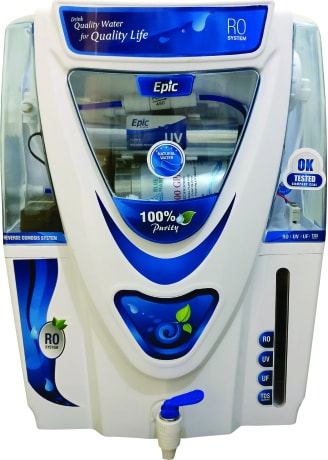 Drink
Quality Water
for Quality Life
RO
SYSTEM
Epic
Epic
UV
NATURAL
WATER
100%
Purity
OK
TESTED
REVERSE OSMOSIS SYSTEM
RO / UV / UF / TDS
RO
SYSTEM
RO
UV
UF
TDS